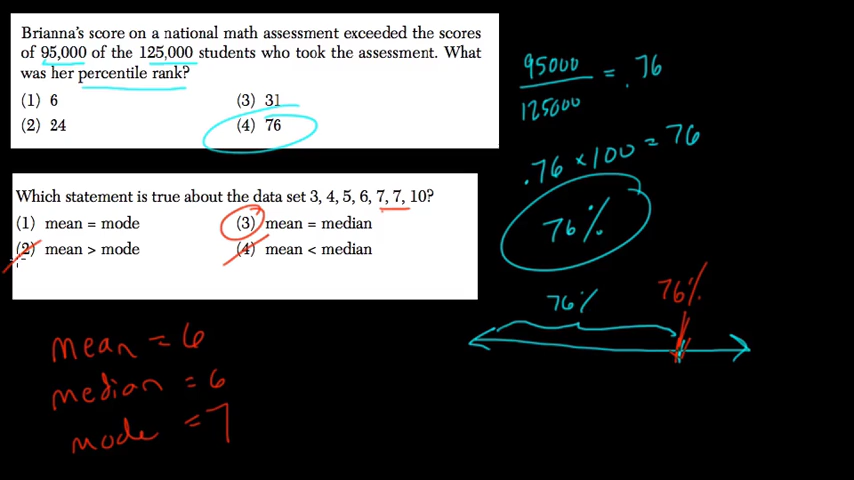 Brianna's score on a national math assessment exceeded the scores
of 95,000 of the 125,000 students who took the assessment. What
was her percentile rank?
(1) 6 (3) 31
(2) 24 (4) 76
Which statement is true about the data set 3, 4, 5, 6, 7, 7, 10?
(1) mean = mode (3) mean = median
(2) mean > mode (4) mean < median
mean = 6
median = 6
mode = 7
95000
125000
= .76
.76 × 100 = 76
76%
76%
76%